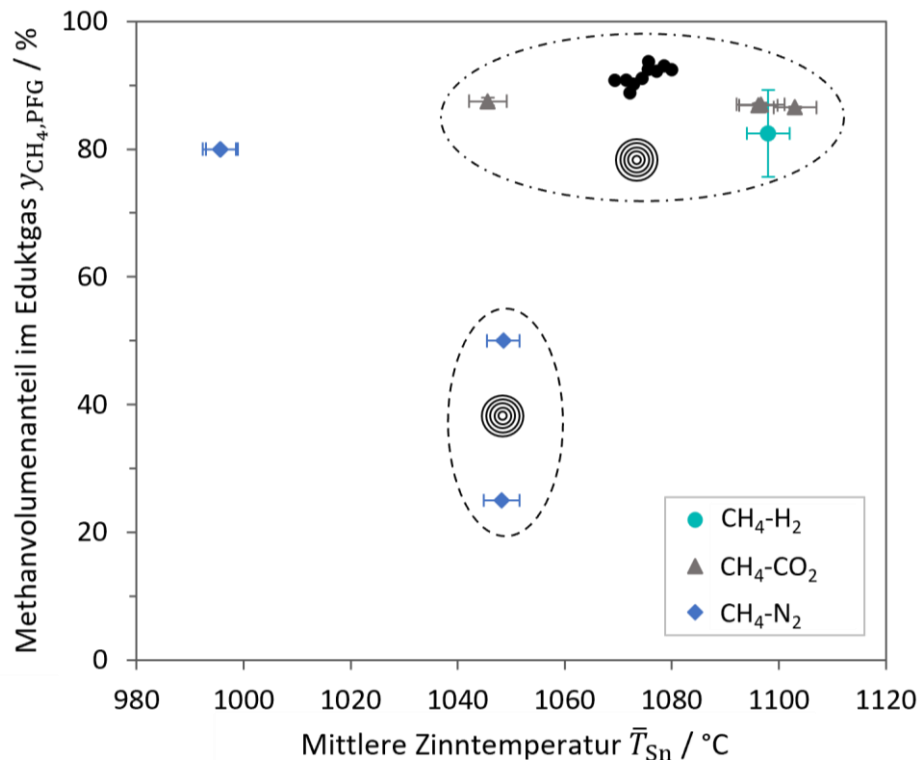 Methanvolumenanteil im Eduktgas y_CH₄,PFG / %
100
80
60
40
20
0
CH₄-H₂
CH₄-CO₂
CH₄-N₂
980 1000 1020 1040 1060 1080 1100 1120
Mittlere Zinntemperatur T̄_Sn / °C